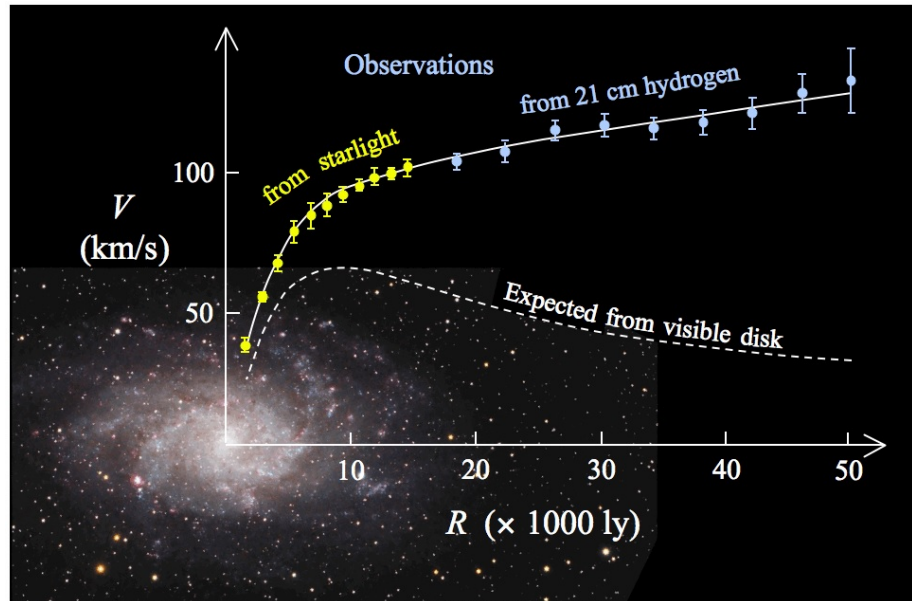 Observations
from 21 cm hydrogen
from starlight
100
V
(km/s)
50
Expected from visible disk
10
20
30
40
50
R (× 1000 ly)